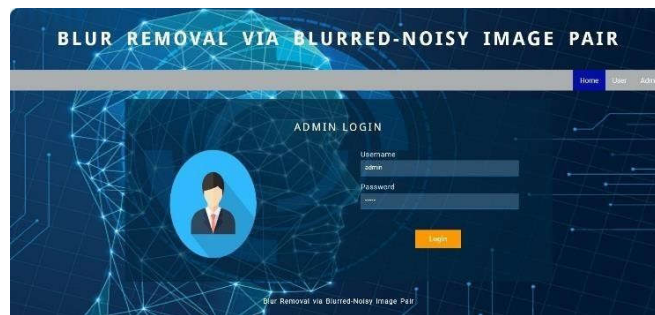 BLUR REMOVAL VIA BLURRED-NOISY IMAGE PAIR
Home User Admi
ADMIN LOGIN
Username
admin
Password
Login
Blur Removal via Blurred-Noisy Image Pair